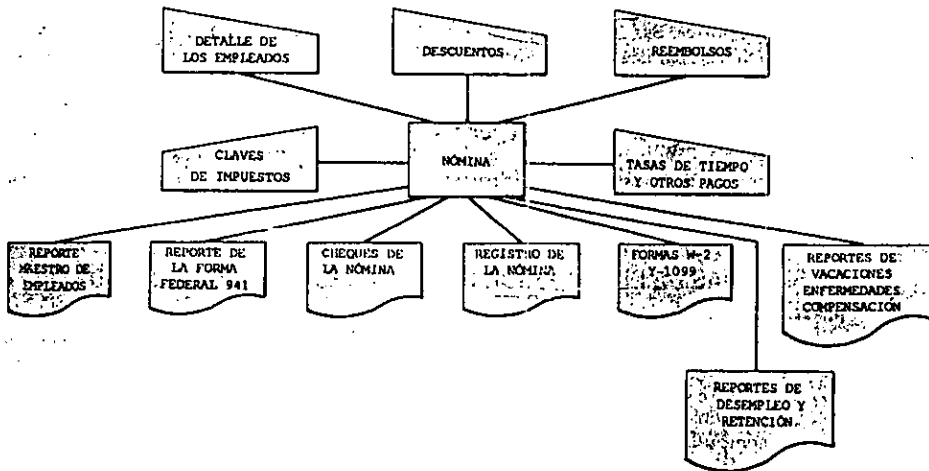 DETALLE DE
LOS EMPLEADOS
DESCUENTOS
REEMBOLSOS
CLAVES
DE IMPUESTOS
NÓMINA
TASAS DE TIEMPO
Y OTROS PAGOS
REPORTE
MAESTRO DE
EMPLEADOS
REPORTE DE
LA FORMA
FEDERAL 941
CHEQUES DE
LA NÓMINA
REGISTRO DE
LA NÓMINA
FORMAS W-2
Y-1099
REPORTES DE
VACACIONES
ENFERMEDADES
COMPENSACIÓN
REPORTES DE
DESEMPLEO Y
RETENCIÓN